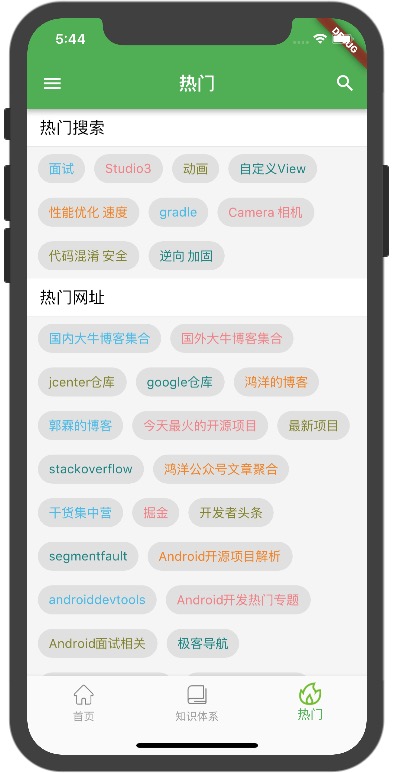 5:44
DEBUG
热门
热门搜索
面试 Studio3 动画 自定义View
性能优化 速度 gradle Camera 相机
代码混淆 安全 逆向 加固
热门网址
国内大牛博客集合 国外大牛博客集合
jcenter仓库 google仓库 鸿洋的博客
郭霖的博客 今天最火的开源项目 最新项目
stackoverflow 鸿洋公众号文章聚合
干货集中营 掘金 开发者头条
segmentfault Android开源项目解析
androiddevtools Android开发热门专题
Android面试相关 极客导航
首页 知识体系 热门